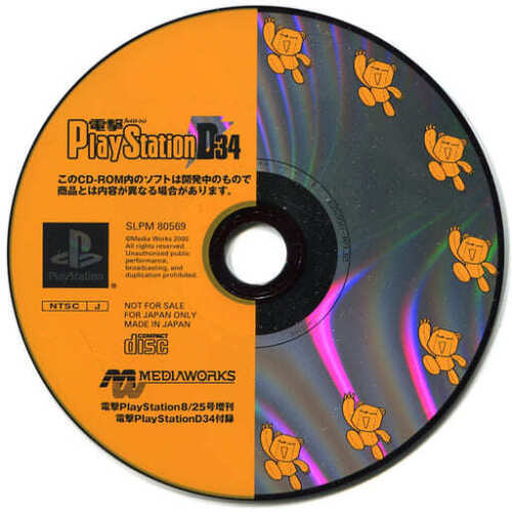 電撃
PlayStation D34
このCD-ROM内のソフトは開発中のもので
商品とは内容が異なる場合があります。
SLPM 80569
©Media Works 2000
All rights reserved.
Unauthorized public
performance,
broadcasting, and
duplication prohibited.
PlayStation
®
NTSC J
NOT FOR SALE
FOR JAPAN ONLY
MADE IN JAPAN
COMPACT
disc
MW MEDIAWORKS
電撃PlayStation8/25号増刊
電撃PlayStationD34付録